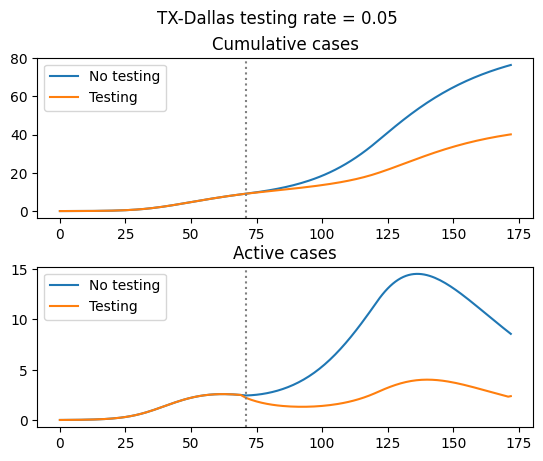 TX-Dallas testing rate = 0.05
Cumulative cases
80
60
40
20
0
No testing
Testing
0 25 50 75 100 125 150 175
Active cases
15
10
5
0
No testing
Testing
0 25 50 75 100 125 150 175